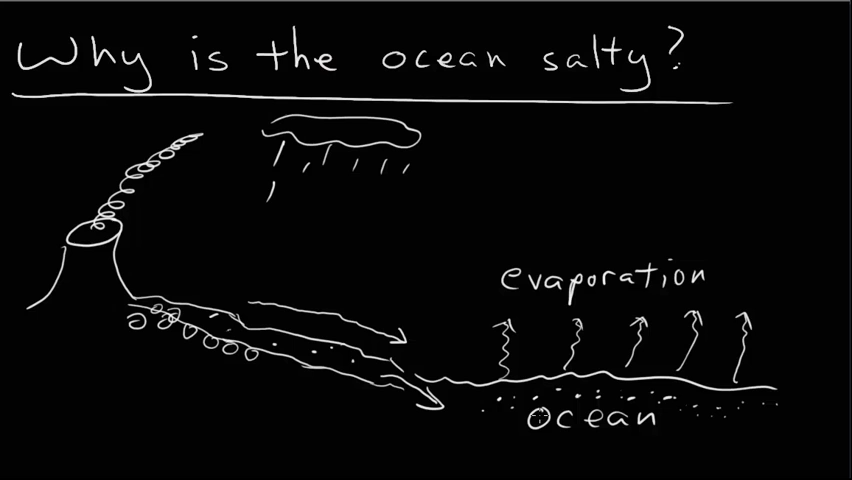 Why is the ocean salty?
evaporation
ocean